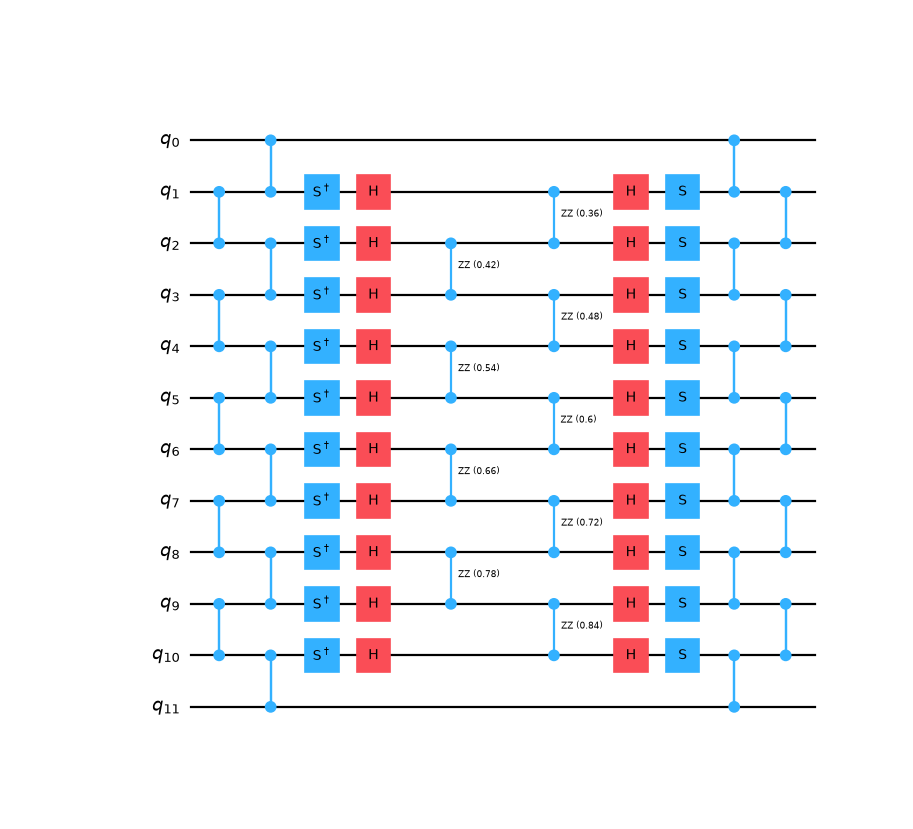 q0
q1 S† H H S
ZZ (0.36)
q2 S† H H S
ZZ (0.42)
q3 S† H H S
ZZ (0.48)
q4 S† H H S
ZZ (0.54)
q5 S† H H S
ZZ (0.6)
q6 S† H H S
ZZ (0.66)
q7 S† H H S
ZZ (0.72)
q8 S† H H S
ZZ (0.78)
q9 S† H H S
ZZ (0.84)
q10 S† H H S
q11